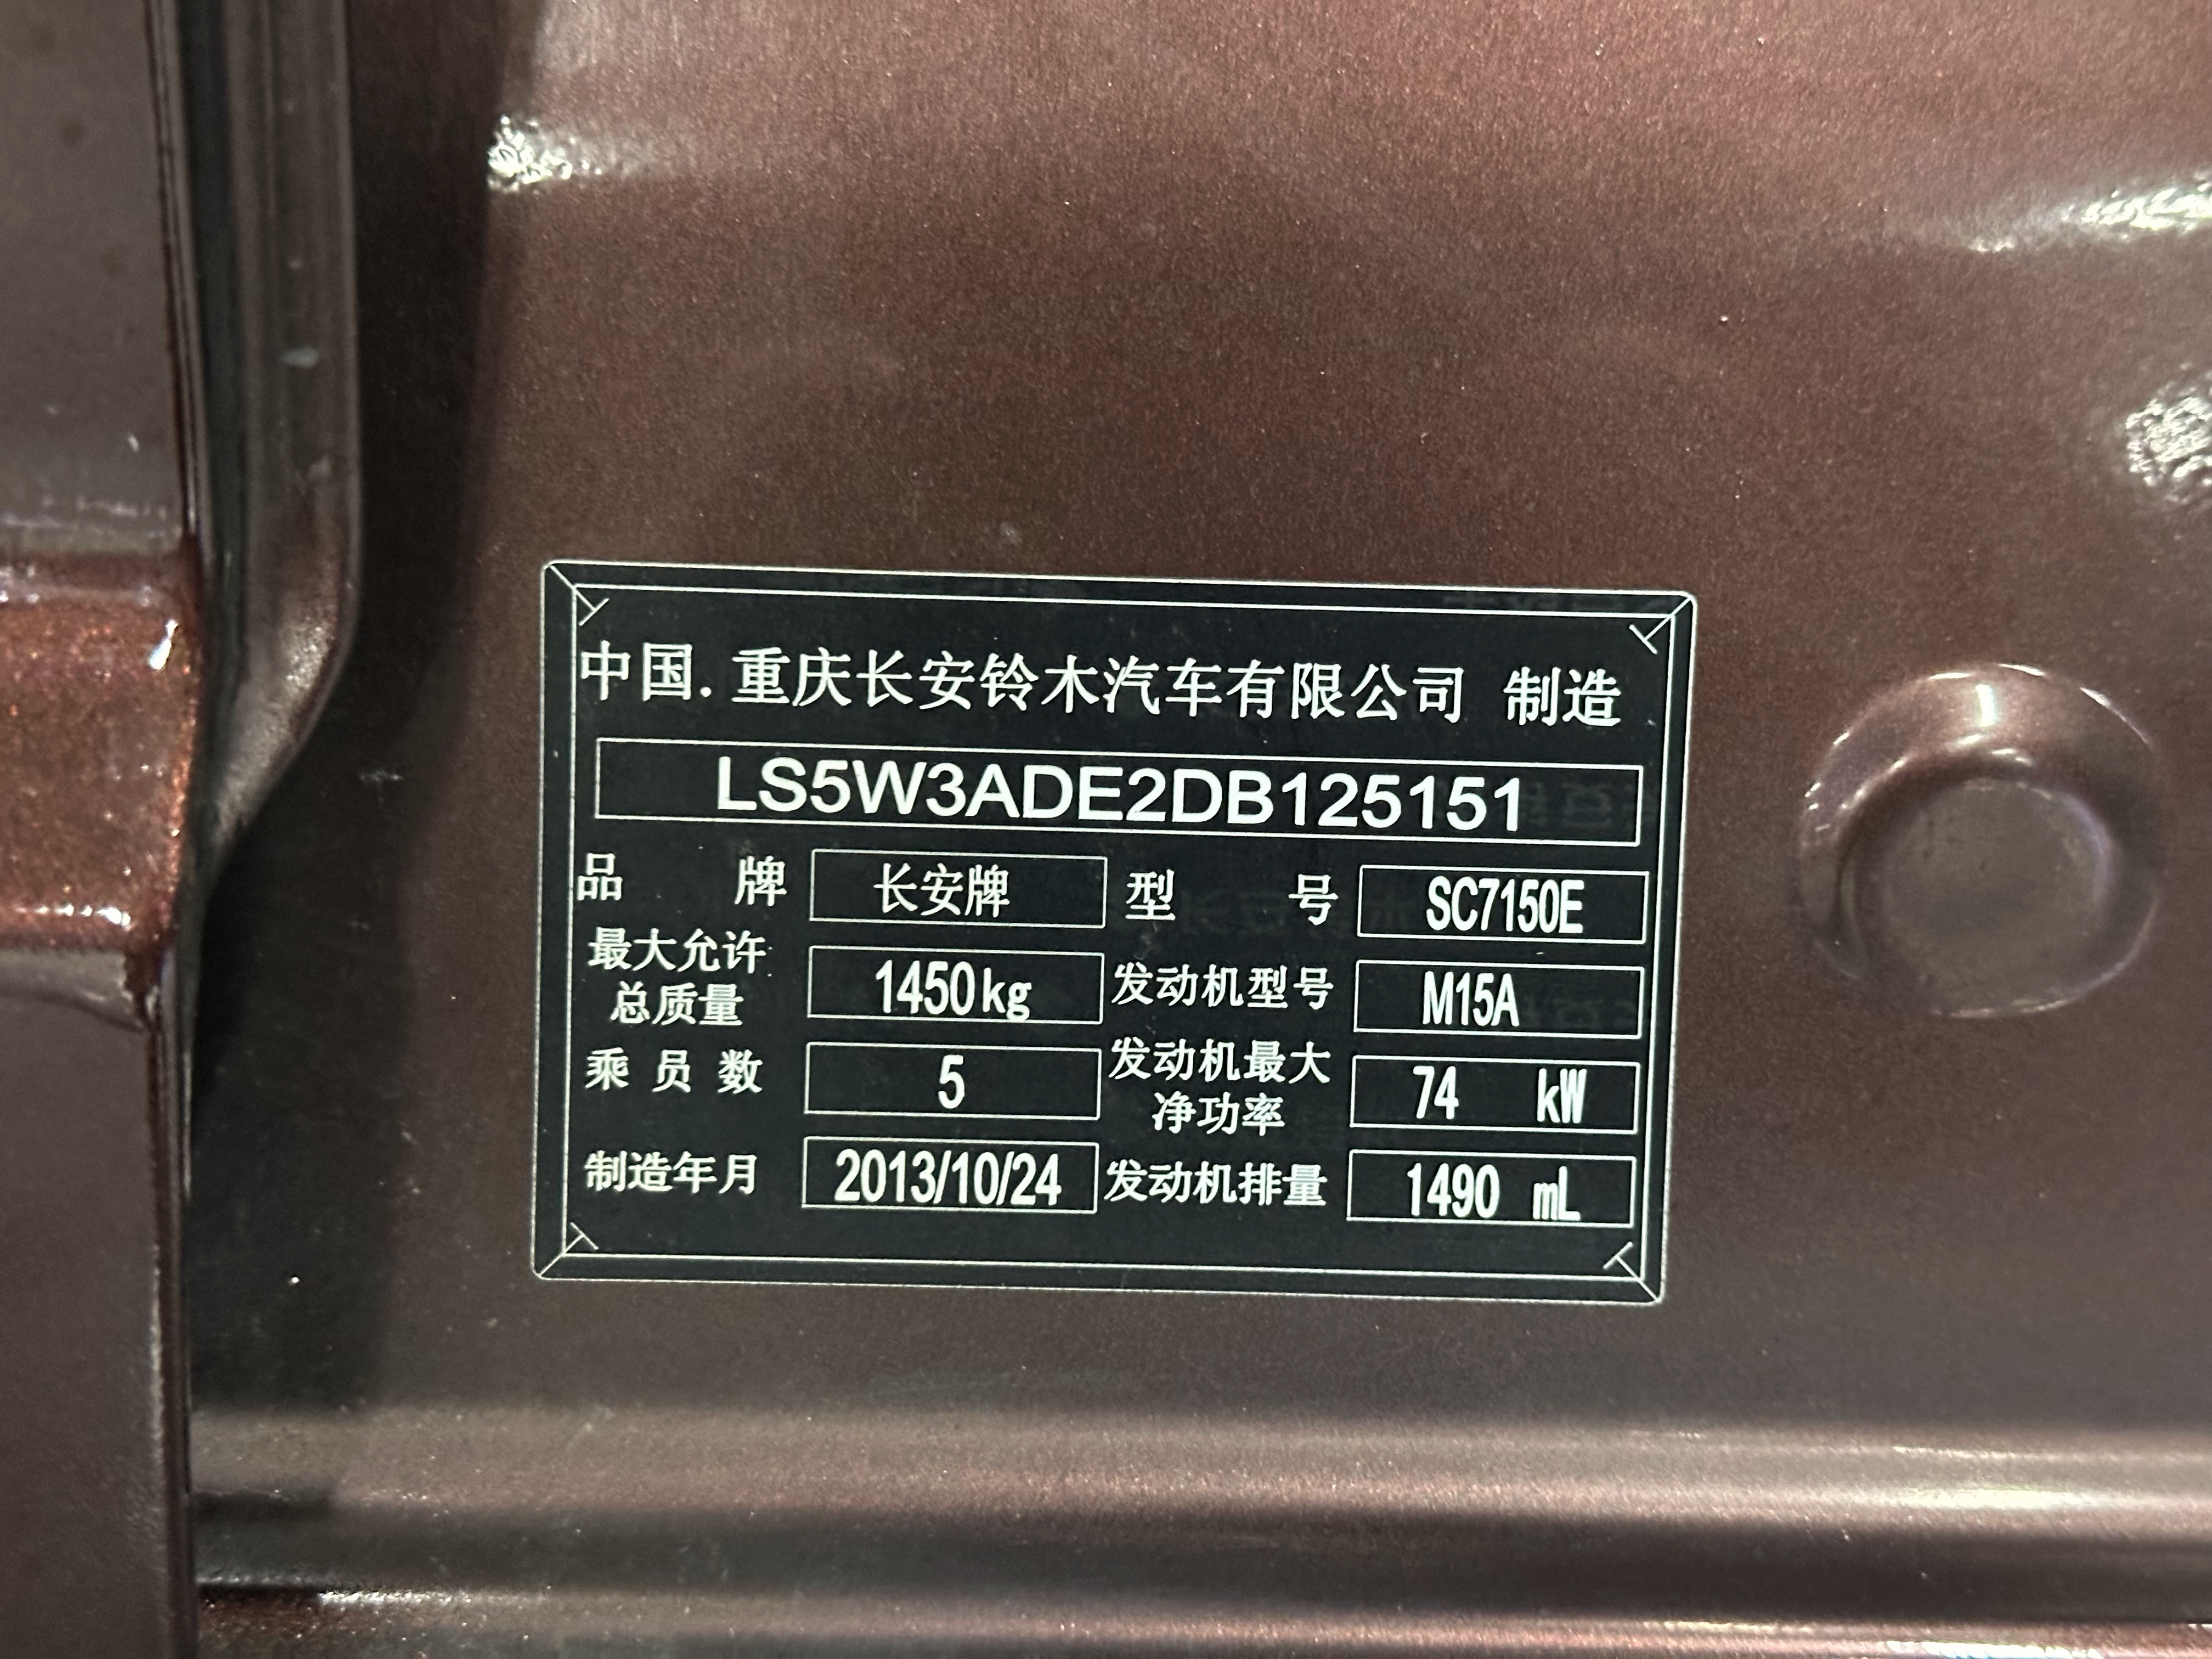 中国. 重庆长安铃木汽车有限公司 制造
LS5W3ADE2DB125151
品 牌 长安牌 型 号 SC7150E
最大允许总质量 1450kg 发动机型号 M15A
乘员数 5 发动机最大净功率 74 kW
制造年月 2013/10/24 发动机排量 1490 mL